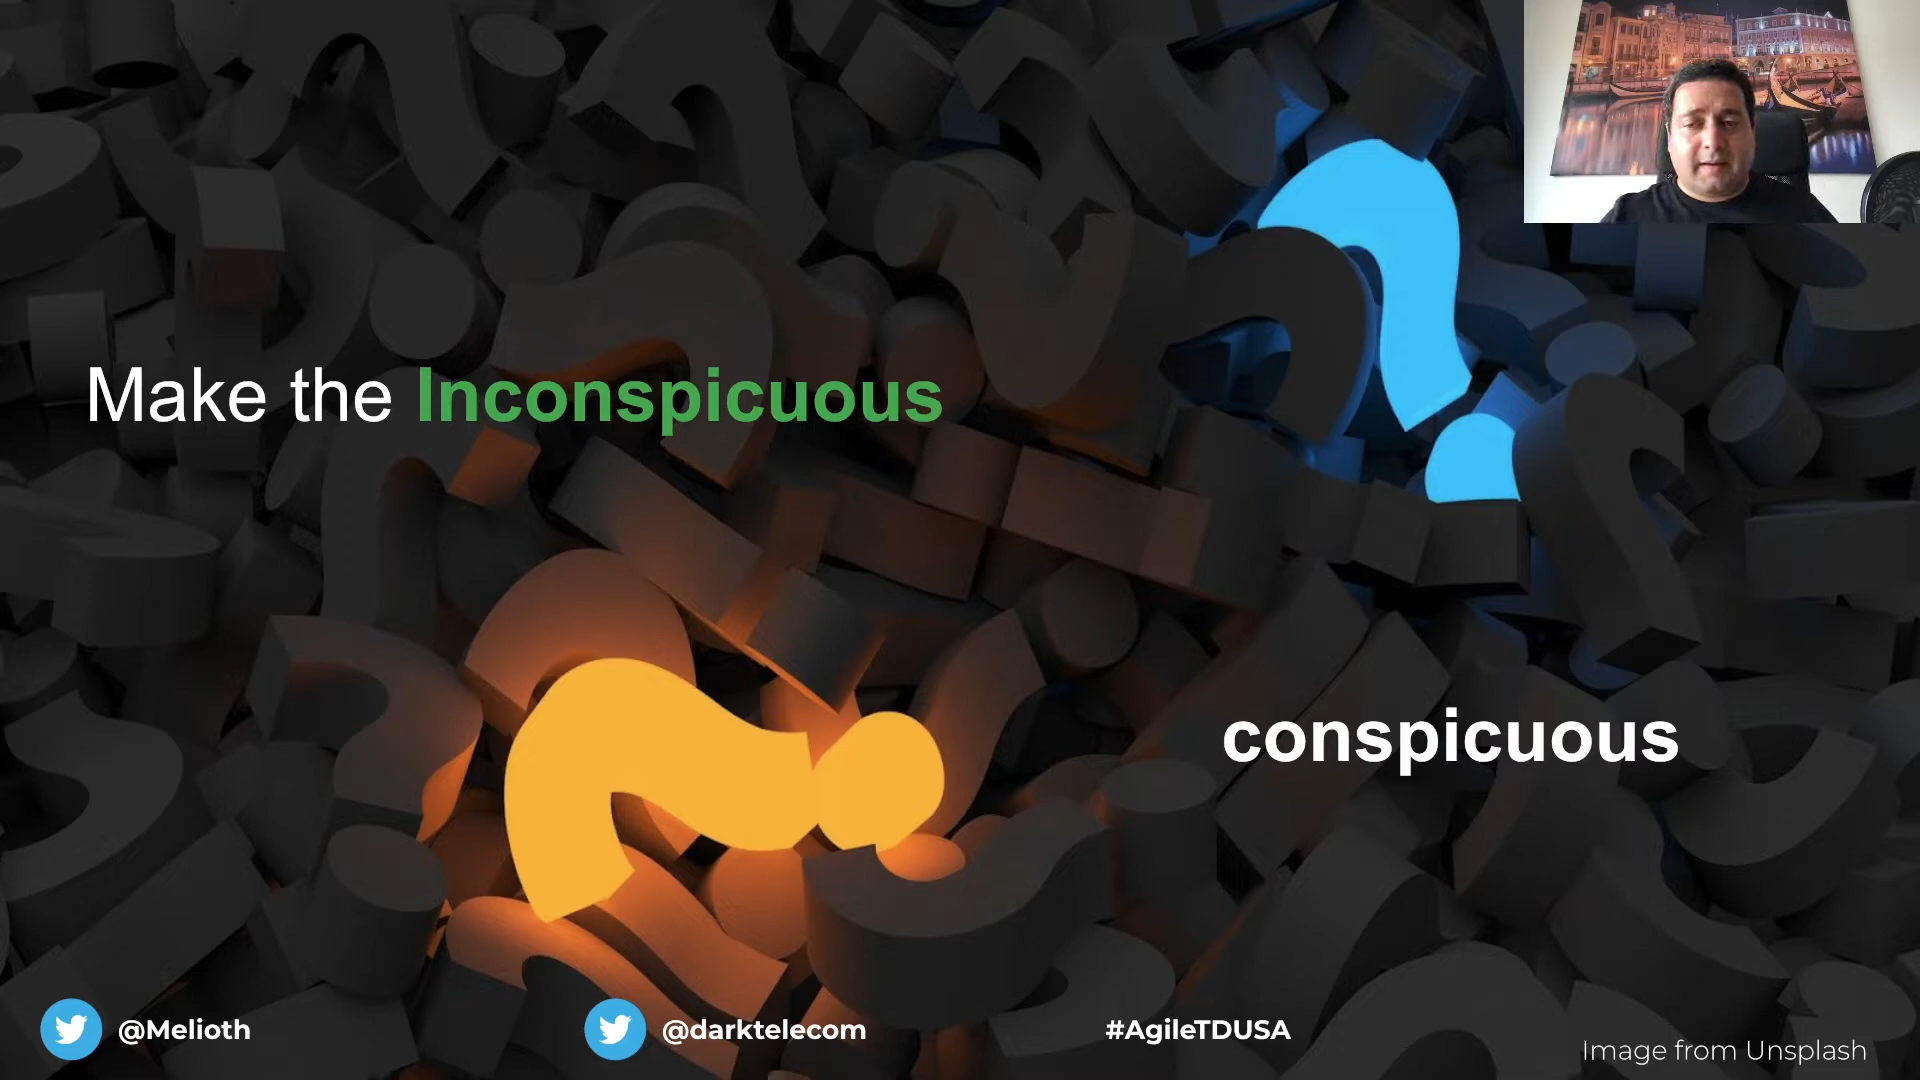 Make the Inconspicuous
conspicuous
@Melioth
@darktelecom
#AgileTDUSA
Image from Unsplash